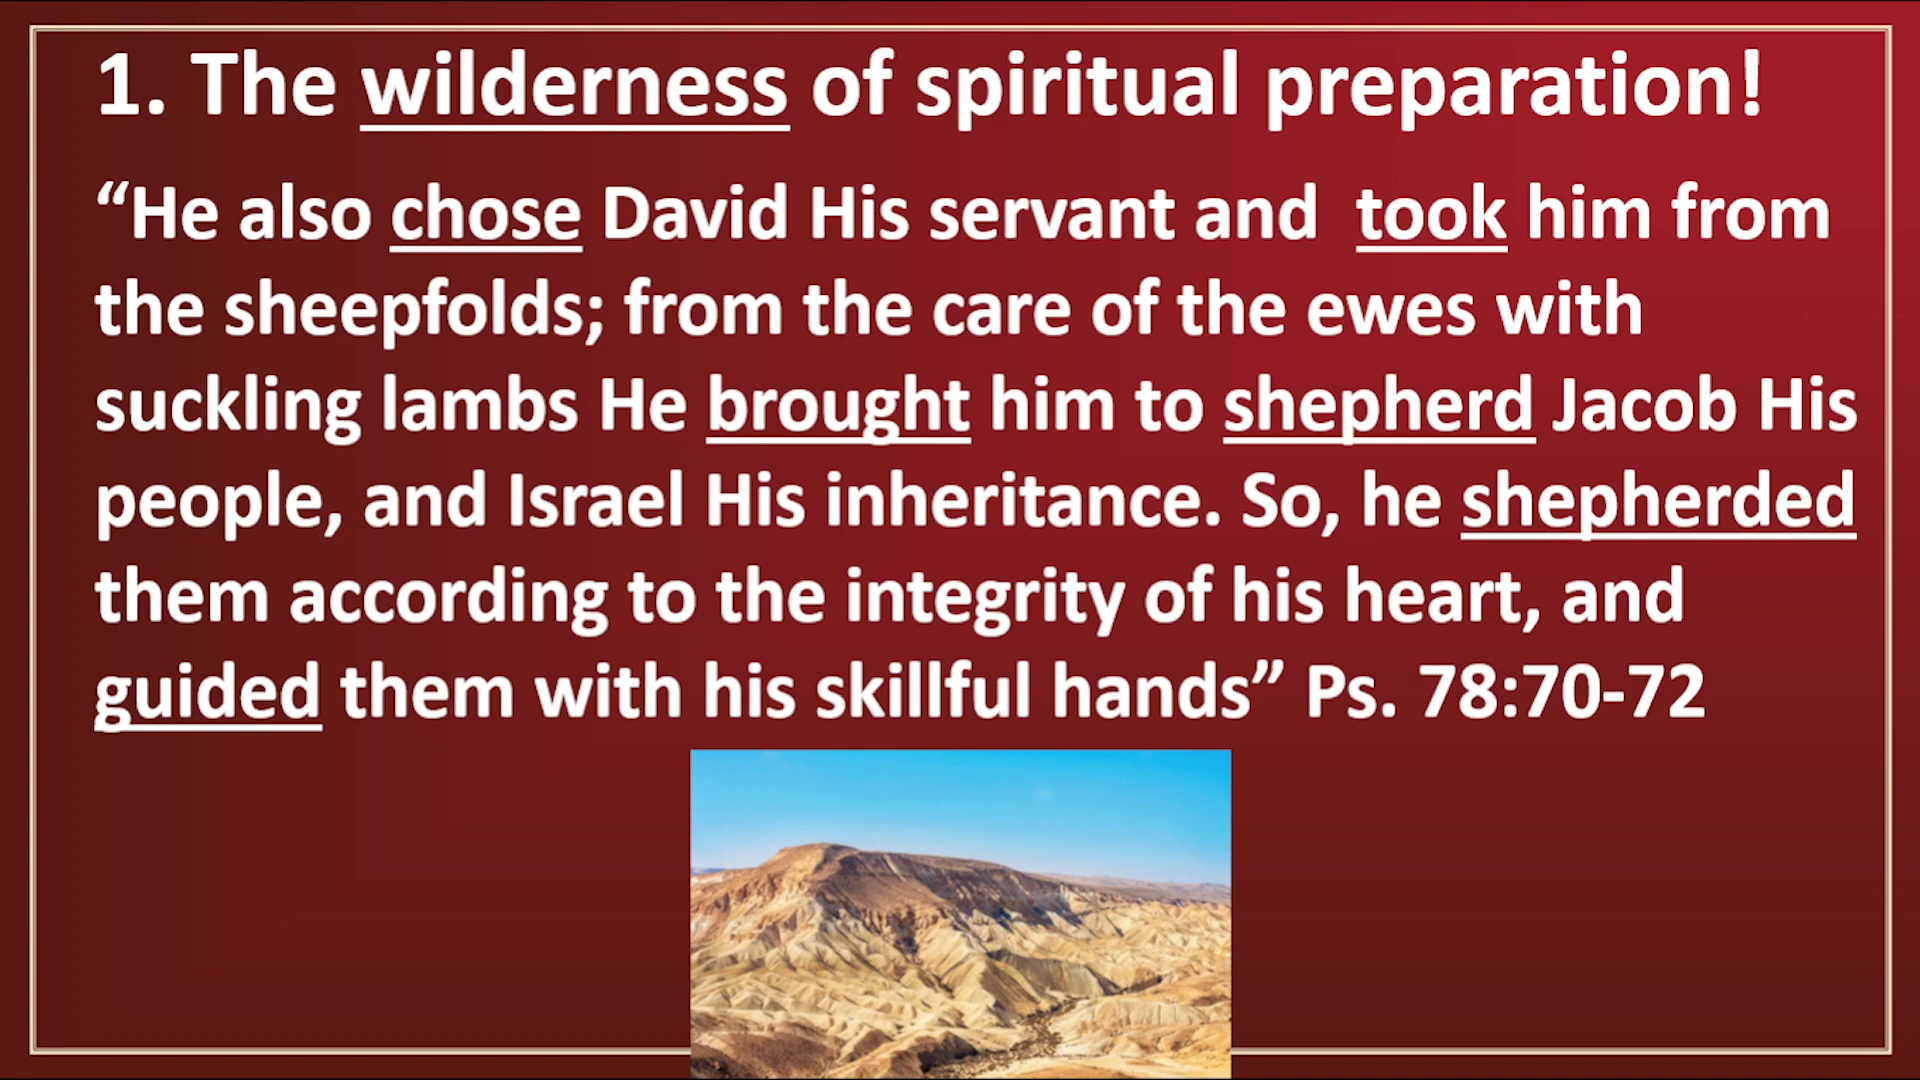 1. The wilderness of spiritual preparation!
“He also chose David His servant and  took him from
the sheepfolds; from the care of the ewes with
suckling lambs He brought him to shepherd Jacob His
people, and Israel His inheritance. So, he shepherded
them according to the integrity of his heart, and
guided them with his skillful hands” Ps. 78:70-72